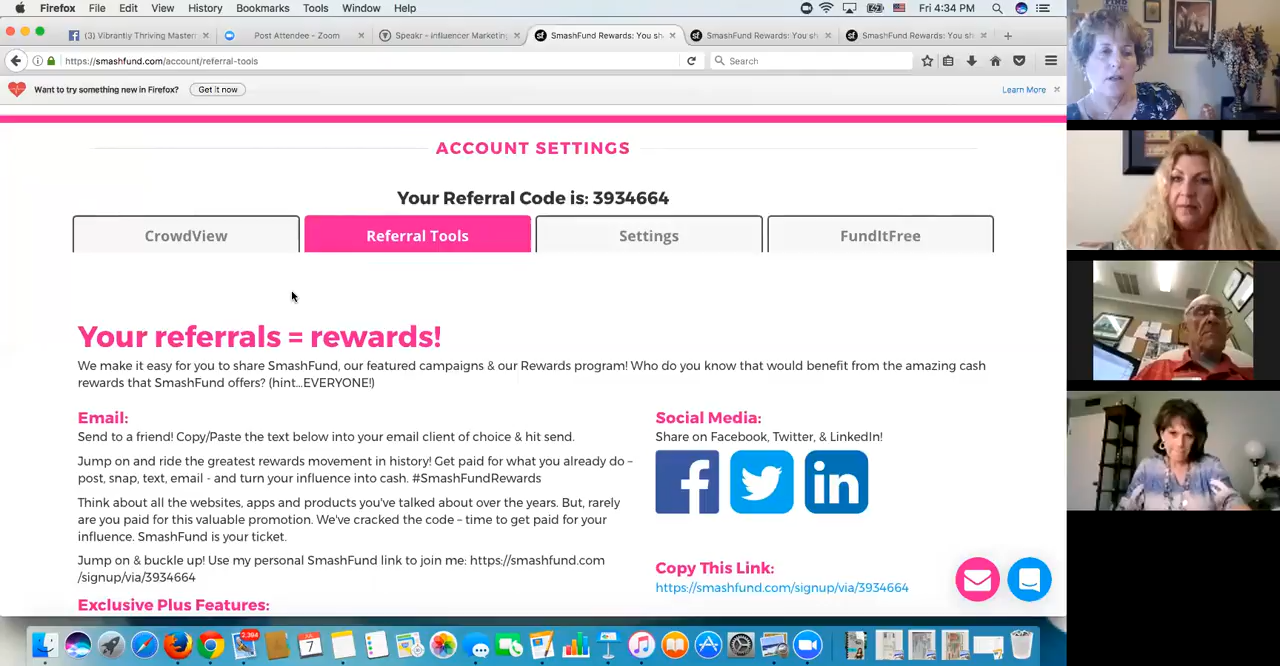 Firefox File Edit View History Bookmarks Tools Window Help Fri 4:34 PM
(3) Vibrantly Thriving Master Post Attendee - Zoom Speakr - Influencer Marketing SmashFund Rewards: You sh SmashFund Rewards: You sh SmashFund Rewards: You sh
https://smashfund.com/account/referral-tools Search
Want to try something new in Firefox? Get it now Learn More
ACCOUNT SETTINGS
Your Referral Code is: 3934664
CrowdView Referral Tools Settings FundItFree
Your referrals = rewards!
We make it easy for you to share SmashFund, our featured campaigns & our Rewards program! Who do you know that would benefit from the amazing cash
rewards that SmashFund offers? (hint...EVERYONE!)
Email:
Send to a friend! Copy/Paste the text below into your email client of choice & hit send.
Jump on and ride the greatest rewards movement in history! Get paid for what you already do –
post, snap, text, email - and turn your influence into cash. #SmashFundRewards
Think about all the websites, apps and products you've talked about over the years. But, rarely
are you paid for this valuable promotion. We've cracked the code – time to get paid for your
influence. SmashFund is your ticket.
Jump on & buckle up! Use my personal SmashFund link to join me: https://smashfund.com
/signup/via/3934664
Exclusive Plus Features:
Social Media:
Share on Facebook, Twitter, & LinkedIn!
f in
Copy This Link:
https://smashfund.com/signup/via/3934664
2,394
7